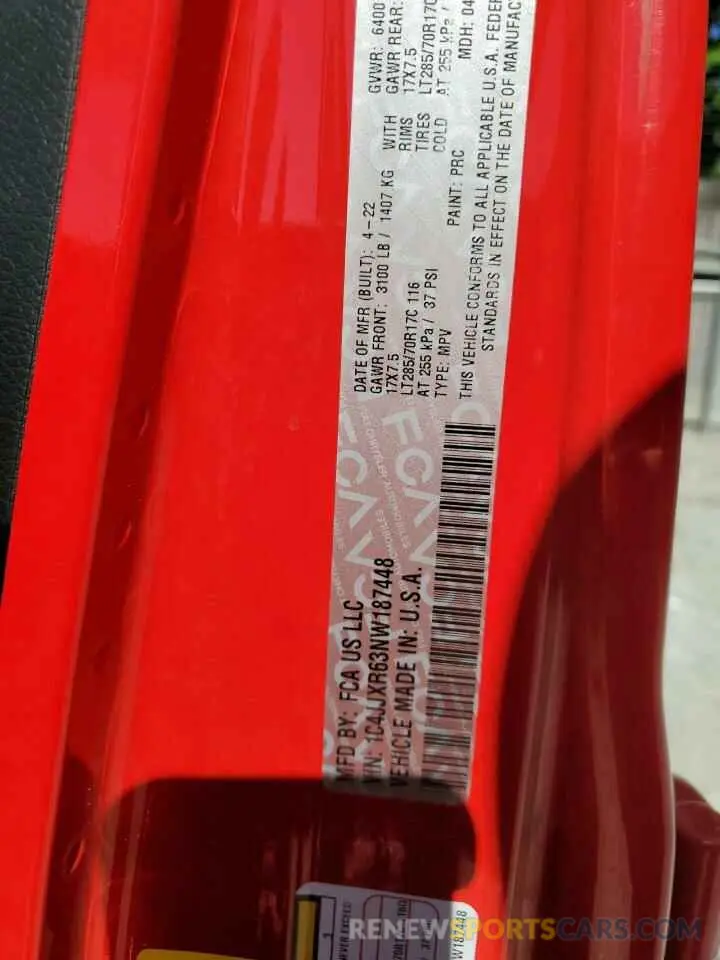 MFD BY: FCA US LLC
DATE OF MFR (BUILT): 4-22
GVWR: 6400
GAWR FRONT: 3100 LB / 1407 KG WITH
GAWR REAR:
17X7.5 RIMS
17X7.5
LT285/70R17C 116 TIRES
LT285/70R17C
AT 255 kPa / 37 PSI COLD
AT 255 kPa /
TYPE: MPV PAINT: PRC MDH: 04
THIS VEHICLE CONFORMS TO ALL APPLICABLE U.S.A. FEDER
STANDARDS IN EFFECT ON THE DATE OF MANUFAC
VIN: 1C4JJXR63NW187448
VEHICLE MADE IN: U.S.A.
FCA
W187448
RENEWSPORTSCARS.COM